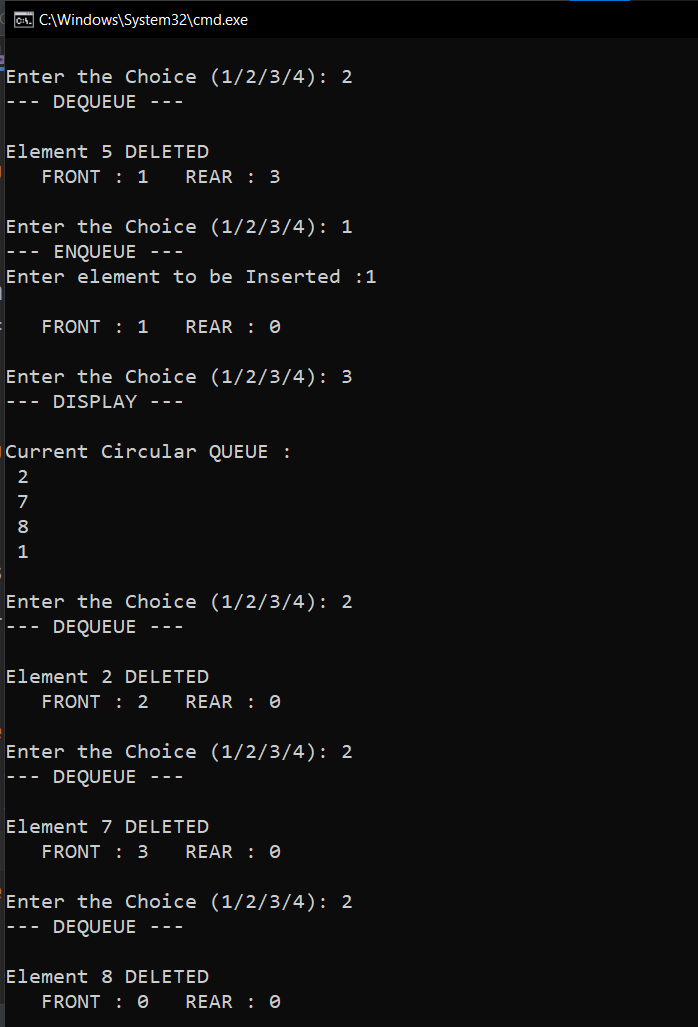 C:\Windows\System32\cmd.exe
Enter the Choice (1/2/3/4): 2
--- DEQUEUE ---
Element 5 DELETED
FRONT : 1   REAR : 3
Enter the Choice (1/2/3/4): 1
--- ENQUEUE ---
Enter element to be Inserted :1
FRONT : 1   REAR : 0
Enter the Choice (1/2/3/4): 3
--- DISPLAY ---
Current Circular QUEUE :
2
7
8
1
Enter the Choice (1/2/3/4): 2
--- DEQUEUE ---
Element 2 DELETED
FRONT : 2   REAR : 0
Enter the Choice (1/2/3/4): 2
--- DEQUEUE ---
Element 7 DELETED
FRONT : 3   REAR : 0
Enter the Choice (1/2/3/4): 2
--- DEQUEUE ---
Element 8 DELETED
FRONT : 0   REAR : 0